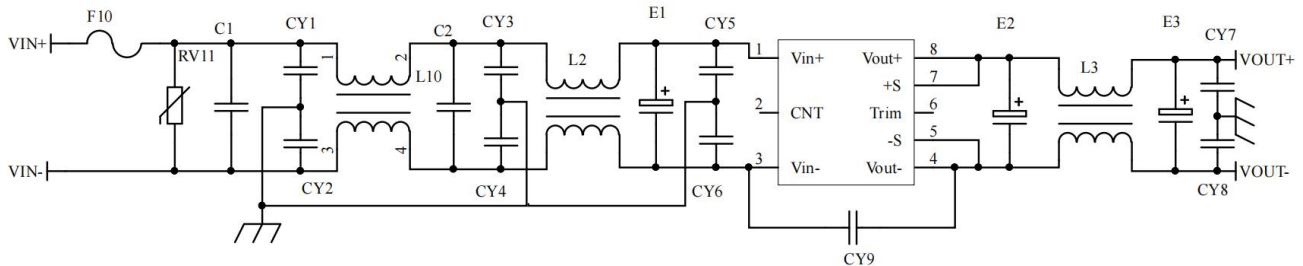 F10
C1
CY1
C2
CY3
E1
CY5
E2
E3
CY7
VIN+
RV11
1
2
L10
L2
1
Vin+
Vout+
8
L3
VOUT+
+S
7
2
CNT
Trim
6
-S
5
3
4
3
Vin-
Vout-
4
VIN-
CY2
CY4
CY6
CY8
VOUT-
CY9
+
+
+